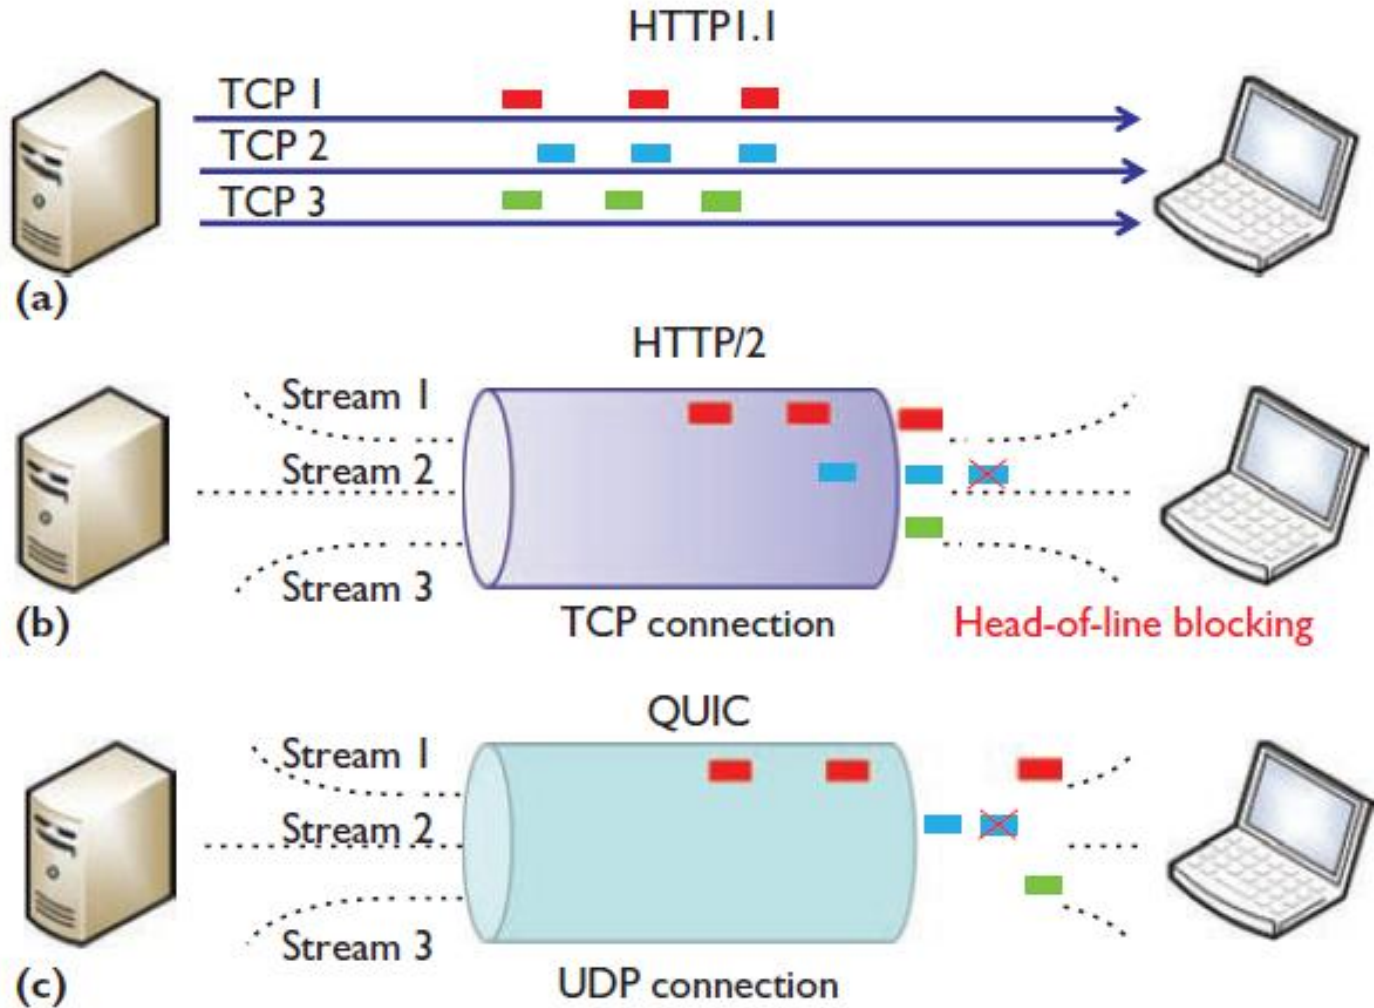 HTTP1.1
TCP 1
TCP 2
TCP 3
(a)
HTTP/2
Stream 1
Stream 2
Stream 3
TCP connection
Head-of-line blocking
(b)
QUIC
Stream 1
Stream 2
Stream 3
UDP connection
(c)